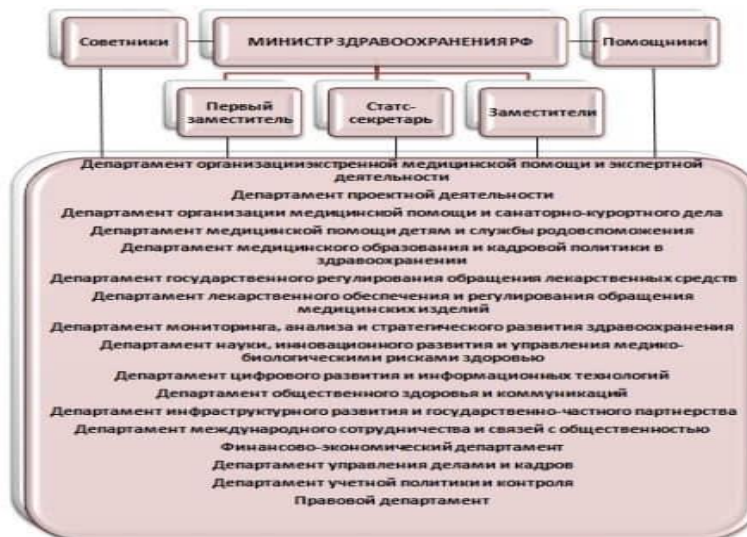 Советники
МИНИСТР ЗДРАВООХРАНЕНИЯ РФ
Помощники
Первый
заместитель
Статс-
секретарь
Заместители
Департамент организации экстренной медицинской помощи и экспертной
деятельности
Департамент проектной деятельности
Департамент организации медицинской помощи и санаторно-курортного дела
Департамент медицинской помощи детям и службы родовспоможения
Департамент медицинского образования и кадровой политики в
здравоохранении
Департамент государственного регулирования обращения лекарственных средств
Департамент лекарственного обеспечения и регулирования обращения
медицинских изделий
Департамент мониторинга, анализа и стратегического развития здравоохранения
Департамент науки, инновационного развития и управления медико-
биологическими рисками здоровью
Департамент цифрового развития и информационных технологий
Департамент общественного здоровья и коммуникаций
Департамент инфраструктурного развития и государственно-частного партнерства
Департамент международного сотрудничества и связей с общественностью
Финансово-экономический департамент
Департамент управления делами и кадров
Департамент учетной политики и контроля
Правовой департамент